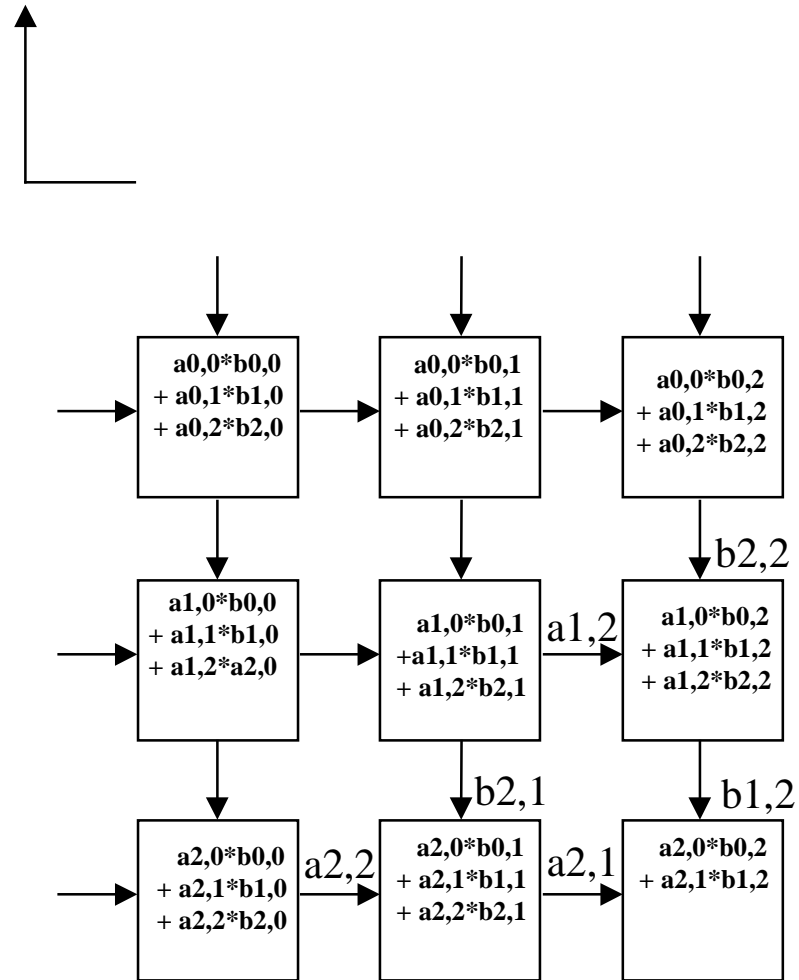 a0,0*b0,0
+ a0,1*b1,0
+ a0,2*b2,0
a0,0*b0,1
+ a0,1*b1,1
+ a0,2*b2,1
a0,0*b0,2
+ a0,1*b1,2
+ a0,2*b2,2
b2,2
a1,0*b0,0
+ a1,1*b1,0
+ a1,2*a2,0
a1,0*b0,1
+a1,1*b1,1
+ a1,2*b2,1
a1,2
a1,0*b0,2
+ a1,1*b1,2
+ a1,2*b2,2
b2,1
b1,2
a2,0*b0,0
+ a2,1*b1,0
+ a2,2*b2,0
a2,2
a2,0*b0,1
+ a2,1*b1,1
+ a2,2*b2,1
a2,1
a2,0*b0,2
+ a2,1*b1,2